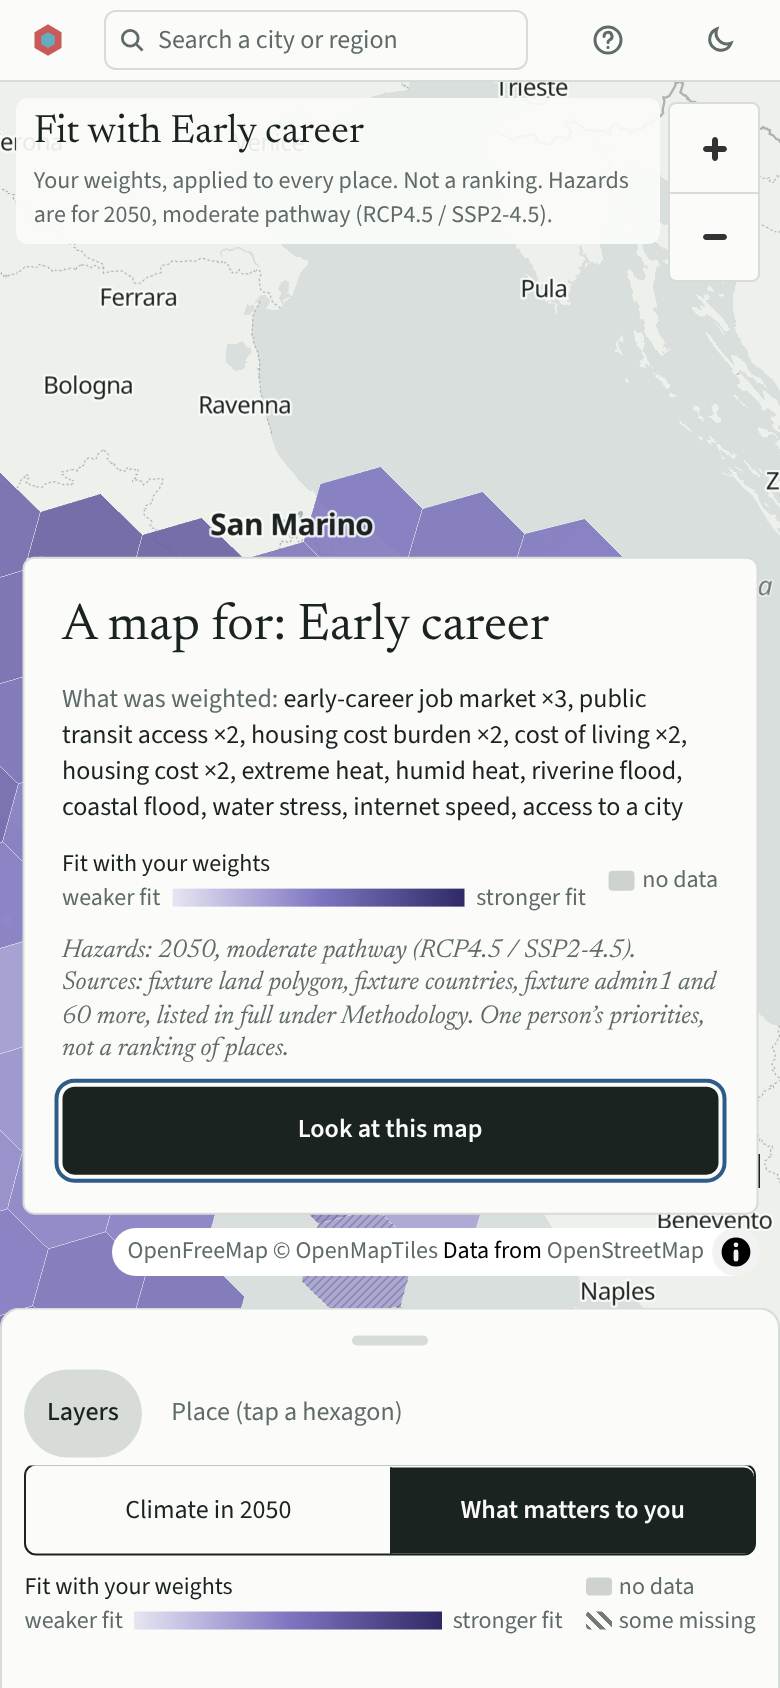 Search a city or region
Trieste
Fit with Early career
Your weights, applied to every place. Not a ranking. Hazards
are for 2050, moderate pathway (RCP4.5 / SSP2-4.5).
Ferrara
Pula
Bologna
Ravenna
San Marino
A map for: Early career
What was weighted: early-career job market ×3, public
transit access ×2, housing cost burden ×2, cost of living ×2,
housing cost ×2, extreme heat, humid heat, riverine flood,
coastal flood, water stress, internet speed, access to a city
Fit with your weights
weaker fit
stronger fit
no data
Hazards: 2050, moderate pathway (RCP4.5 / SSP2-4.5).
Sources: fixture land polygon, fixture countries, fixture admin1 and
60 more, listed in full under Methodology. One person’s priorities,
not a ranking of places.
Look at this map
Benevento
OpenFreeMap © OpenMapTiles Data from OpenStreetMap
Naples
Layers
Place (tap a hexagon)
Climate in 2050
What matters to you
Fit with your weights
no data
weaker fit
stronger fit
some missing